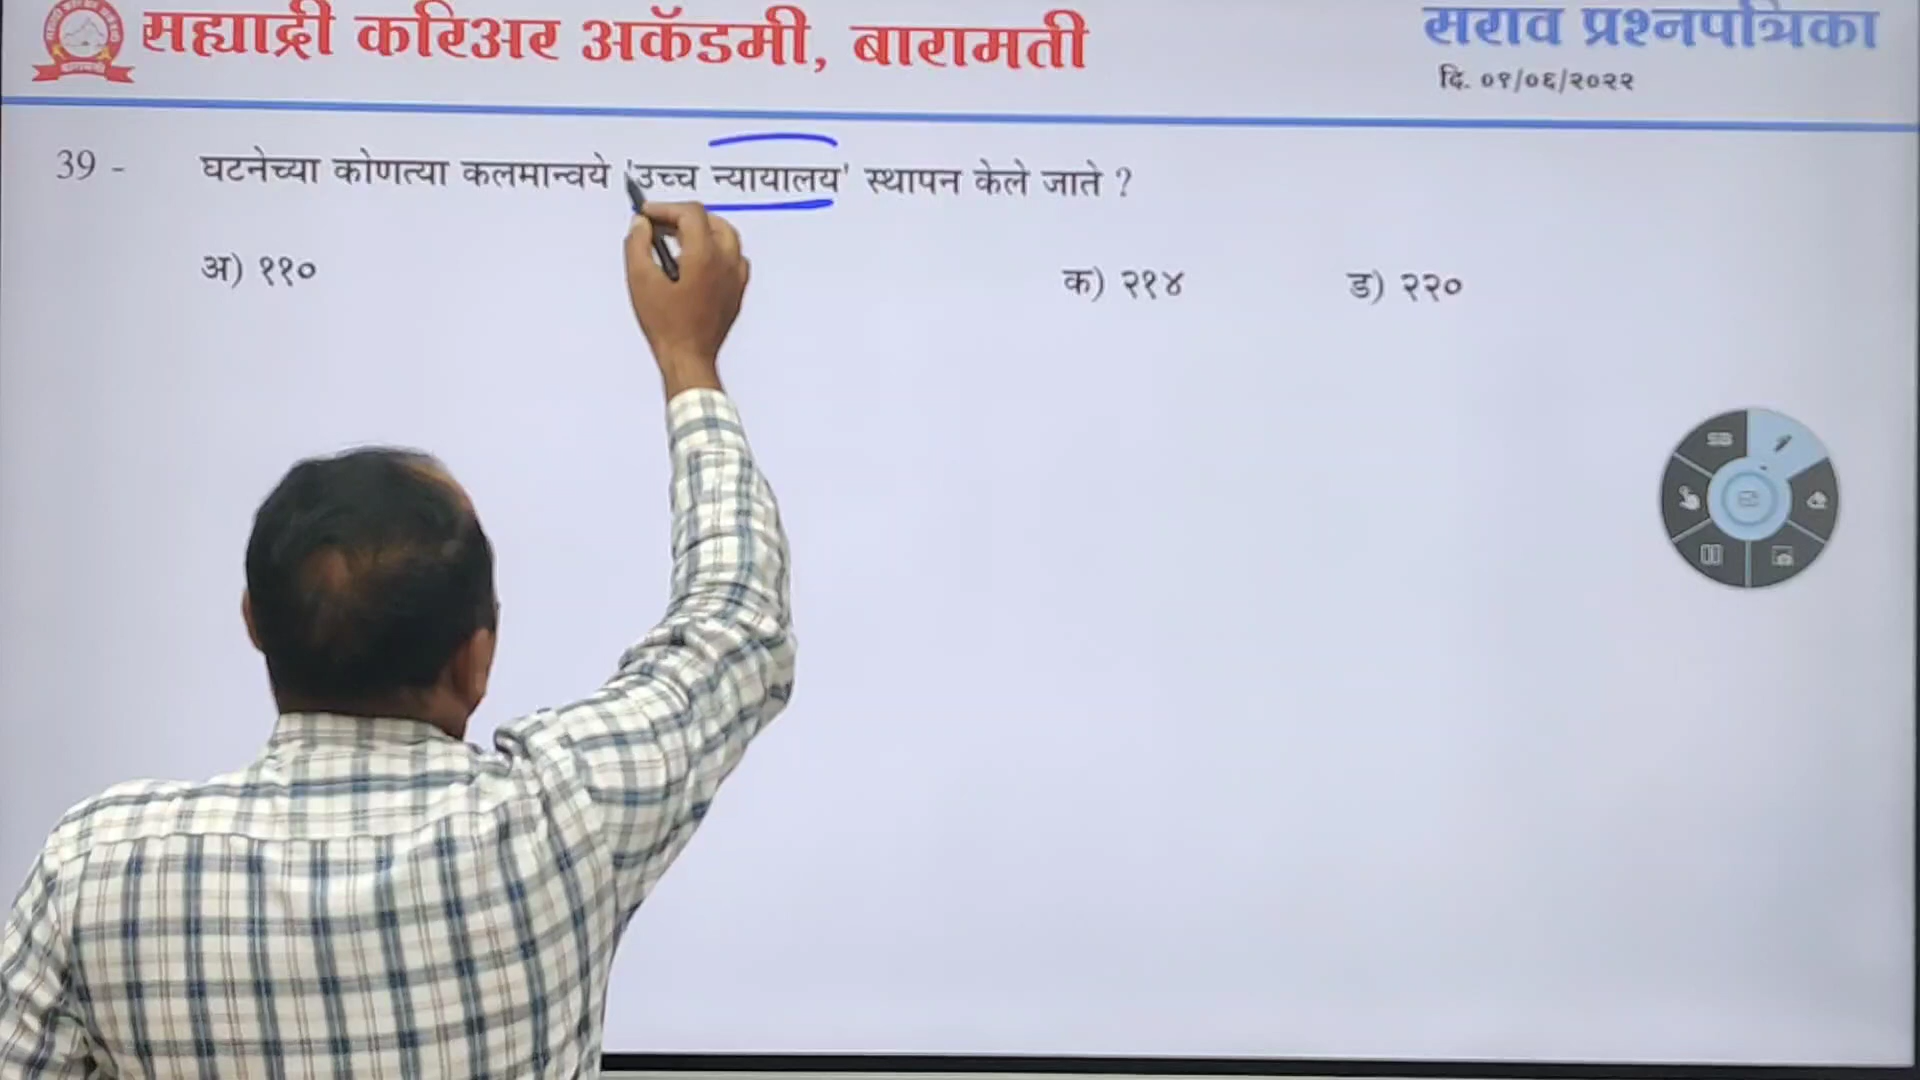 सह्याद्री करिअर अकॅडमी, बारामती
सराव प्रश्नपत्रिका
दि. ०९/०६/२०२२
39 - घटनेच्या कोणत्या कलमान्वये 'उच्च न्यायालय' स्थापन केले जाते ?
अ) ११० क) २१४ ड) २२०